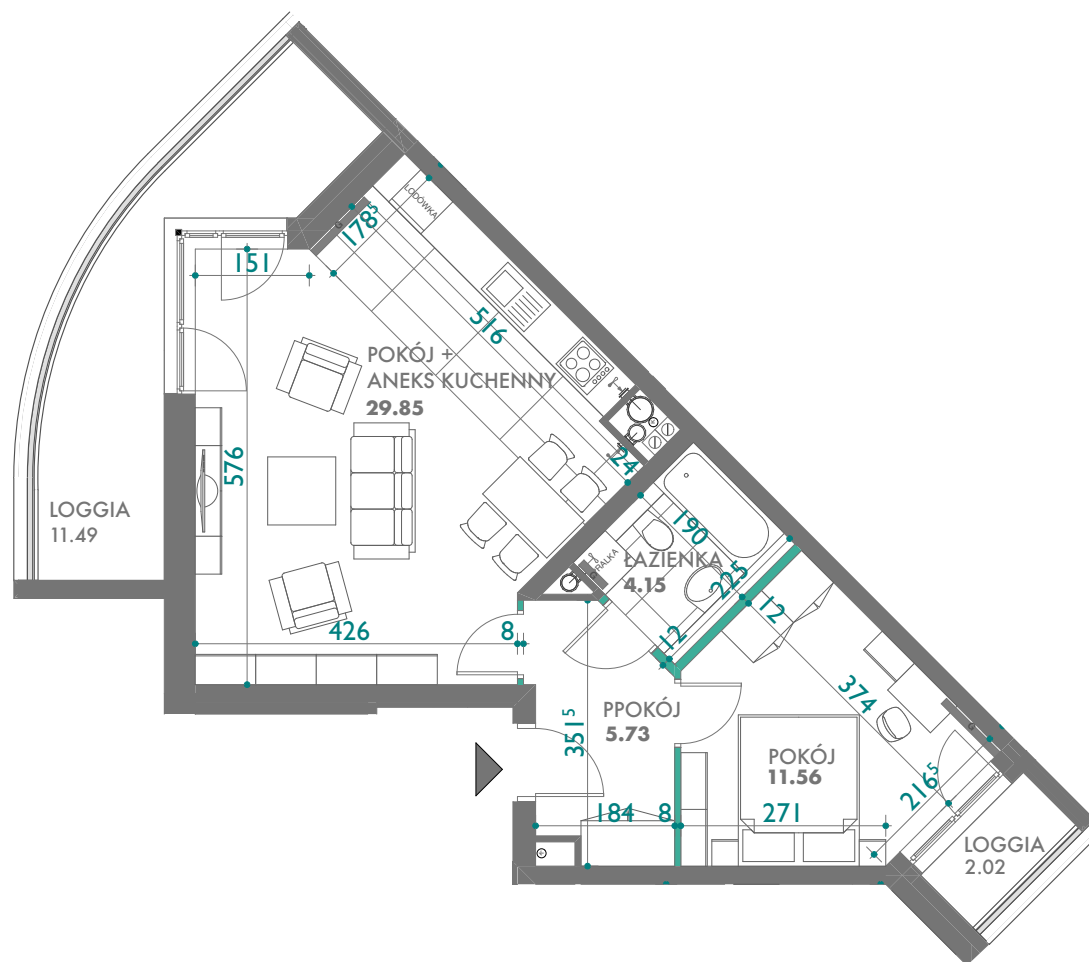 LODÓWKA
178⁵
151
516
POKÓJ +
ANEKS KUCHENNY
29.85
576
24
LOGGIA
11.49
190
ŁAZIENKA
4.15
225
12
12
426
8
374
PPOKÓJ
5.73
351⁵
POKÓJ
11.56
216⁵
184
8
271
LOGGIA
2.02